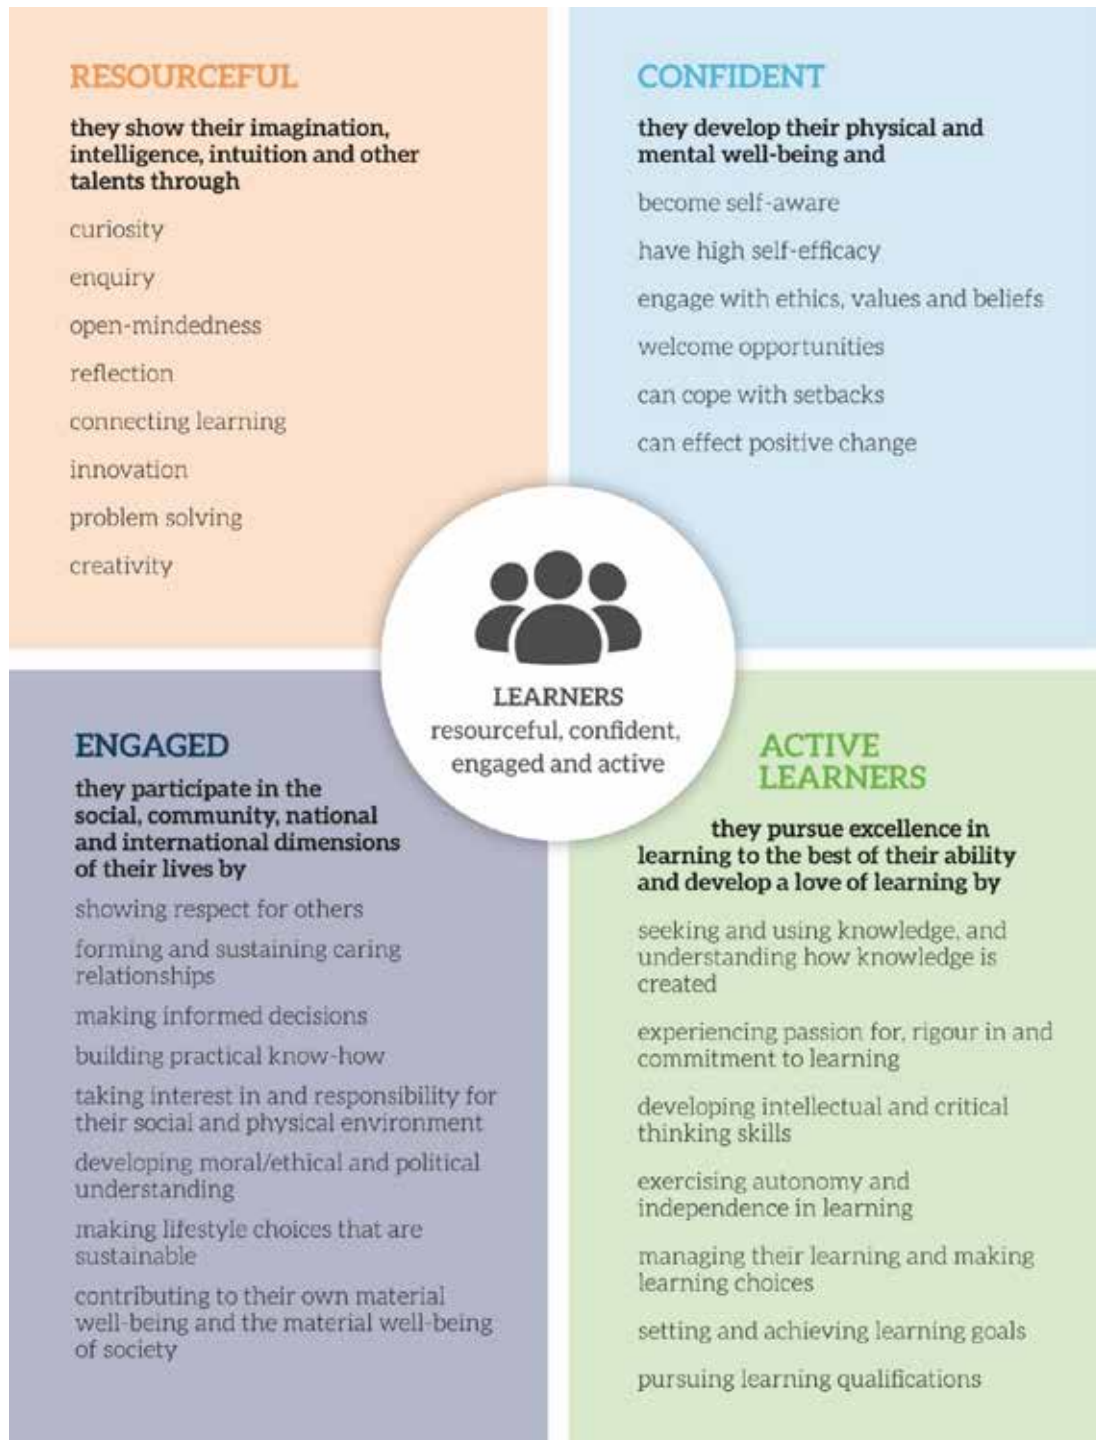 RESOURCEFUL
they show their imagination,
intelligence, intuition and other
talents through
curiosity
enquiry
open-mindedness
reflection
connecting learning
innovation
problem solving
creativity
CONFIDENT
they develop their physical and
mental well-being and
become self-aware
have high self-efficacy
engage with ethics, values and beliefs
welcome opportunities
can cope with setbacks
can effect positive change
LEARNERS
resourceful, confident,
engaged and active
ENGAGED
they participate in the
social, community, national
and international dimensions
of their lives by
showing respect for others
forming and sustaining caring
relationships
making informed decisions
building practical know-how
taking interest in and responsibility for
their social and physical environment
developing moral/ethical and political
understanding
making lifestyle choices that are
sustainable
contributing to their own material
well-being and the material well-being
of society
ACTIVE
LEARNERS
they pursue excellence in
learning to the best of their ability
and develop a love of learning by
seeking and using knowledge, and
understanding how knowledge is
created
experiencing passion for, rigour in and
commitment to learning
developing intellectual and critical
thinking skills
exercising autonomy and
independence in learning
managing their learning and making
learning choices
setting and achieving learning goals
pursuing learning qualifications